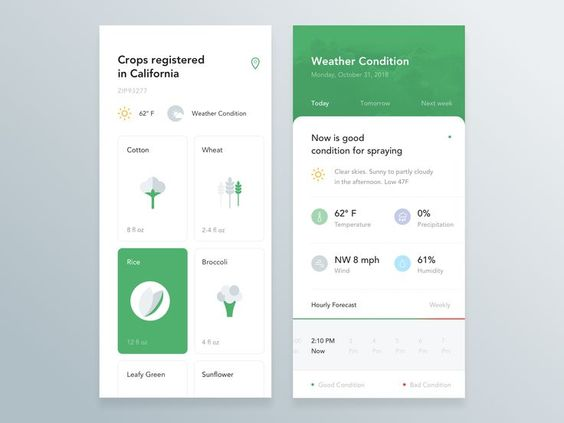 Crops registered
in California
ZIP93277
62° F
Weather Condition
Cotton
8 fl oz
Wheat
2-4 fl oz
Rice
12 fl oz
Broccoli
4 fl oz
Leafy Green
Sunflower
Weather Condition
Monday, October 31, 2018
Today
Tomorrow
Next week
Now is good
condition for spraying
Clear skies. Sunny to partly cloudy
in the afternoon. Low 47F
62° F
Temperature
0%
Precipitation
NW 8 mph
Wind
61%
Humidity
Hourly Forecast
Weekly
2:10 PM
Now
3
Pm
4
Pm
5
Pm
6
Pm
7
Pm
Good Condition
Bad Condition